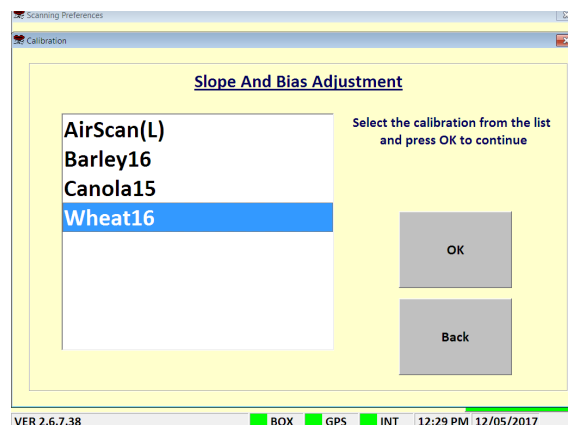 Scanning Preferences
Calibration
Slope And Bias Adjustment
AirScan(L)
Barley16
Canola15
Wheat16
Select the calibration from the list
and press OK to continue
OK
Back
VER 2.6.7.38 BOX GPS INT 12:29 PM 12/05/2017